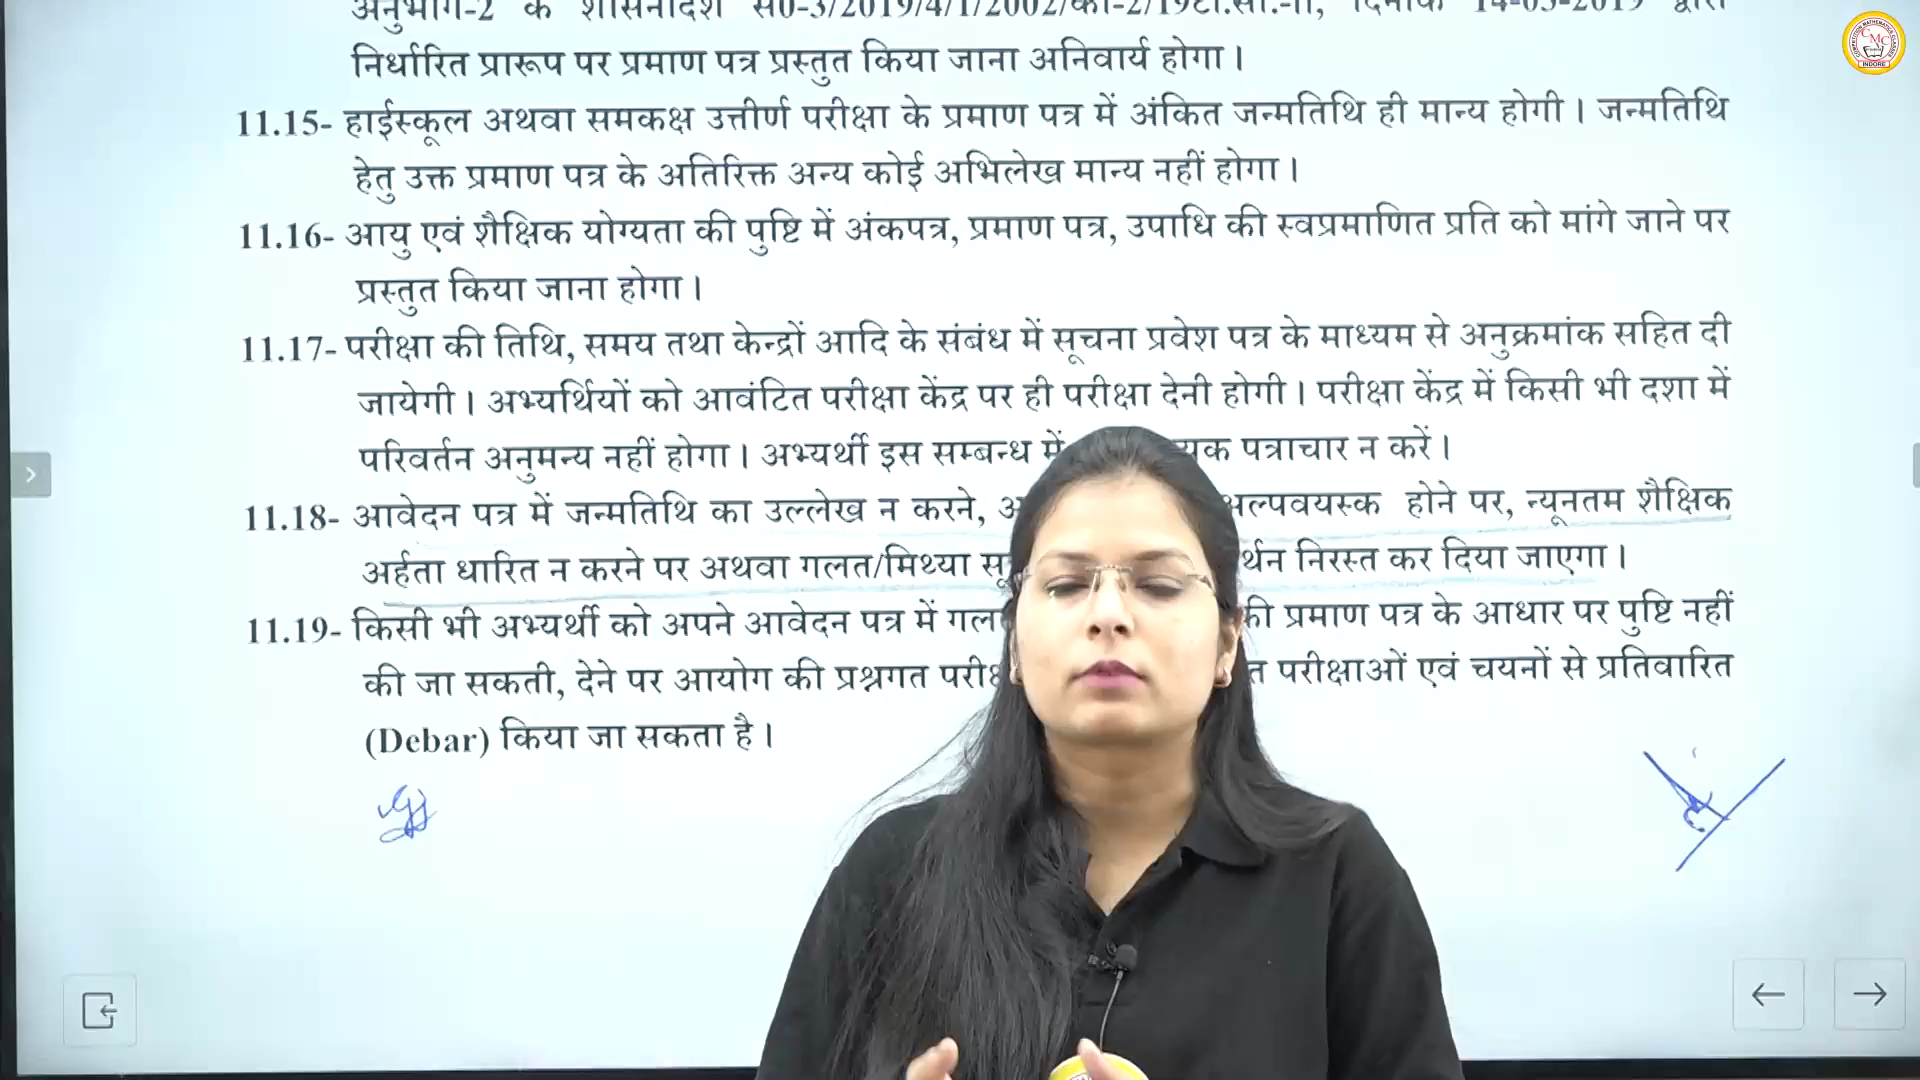 निर्धारित प्रारूप पर प्रमाण पत्र प्रस्तुत किया जाना अनिवार्य होगा।
11.15- हाईस्कूल अथवा समकक्ष उत्तीर्ण परीक्षा के प्रमाण पत्र में अंकित जन्मतिथि ही मान्य होगी। जन्मतिथि
हेतु उक्त प्रमाण पत्र के अतिरिक्त अन्य कोई अभिलेख मान्य नहीं होगा।
11.16- आयु एवं शैक्षिक योग्यता की पुष्टि में अंकपत्र, प्रमाण पत्र, उपाधि की स्वप्रमाणित प्रति को मांगे जाने पर
प्रस्तुत किया जाना होगा।
11.17- परीक्षा की तिथि, समय तथा केन्द्रों आदि के संबंध में सूचना प्रवेश पत्र के माध्यम से अनुक्रमांक सहित दी
जायेगी। अभ्यर्थियों को आवंटित परीक्षा केंद्र पर ही परीक्षा देनी होगी। परीक्षा केंद्र में किसी भी दशा में
परिवर्तन अनुमन्य नहीं होगा। अभ्यर्थी इस सम्बन्ध में पत्राचार न करें।
11.18- आवेदन पत्र में जन्मतिथि का उल्लेख न करने, होने पर, न्यूनतम शैक्षिक
अर्हता धारित न करने पर अथवा गलत/मिथ्या निरस्त कर दिया जाएगा।
11.19- किसी भी अभ्यर्थी को अपने आवेदन पत्र में प्रमाण पत्र के आधार पर पुष्टि नहीं
की जा सकती, देने पर आयोग की प्रश्नगत परीक्षाओं एवं चयनों से प्रतिवारित
(Debar) किया जा सकता है।
CMC
INDORE